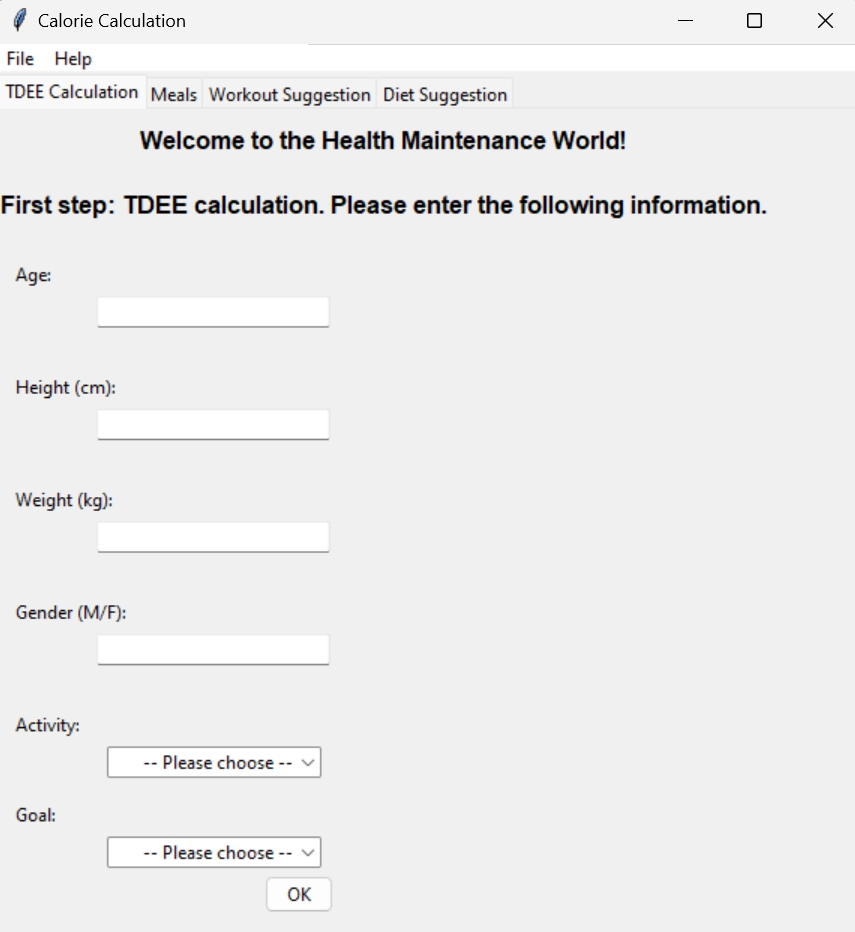 Calorie Calculation
File Help
TDEE Calculation Meals Workout Suggestion Diet Suggestion
Welcome to the Health Maintenance World!
First step: TDEE calculation. Please enter the following information.
Age:
Height (cm):
Weight (kg):
Gender (M/F):
Activity:
-- Please choose --
Goal:
-- Please choose --
OK